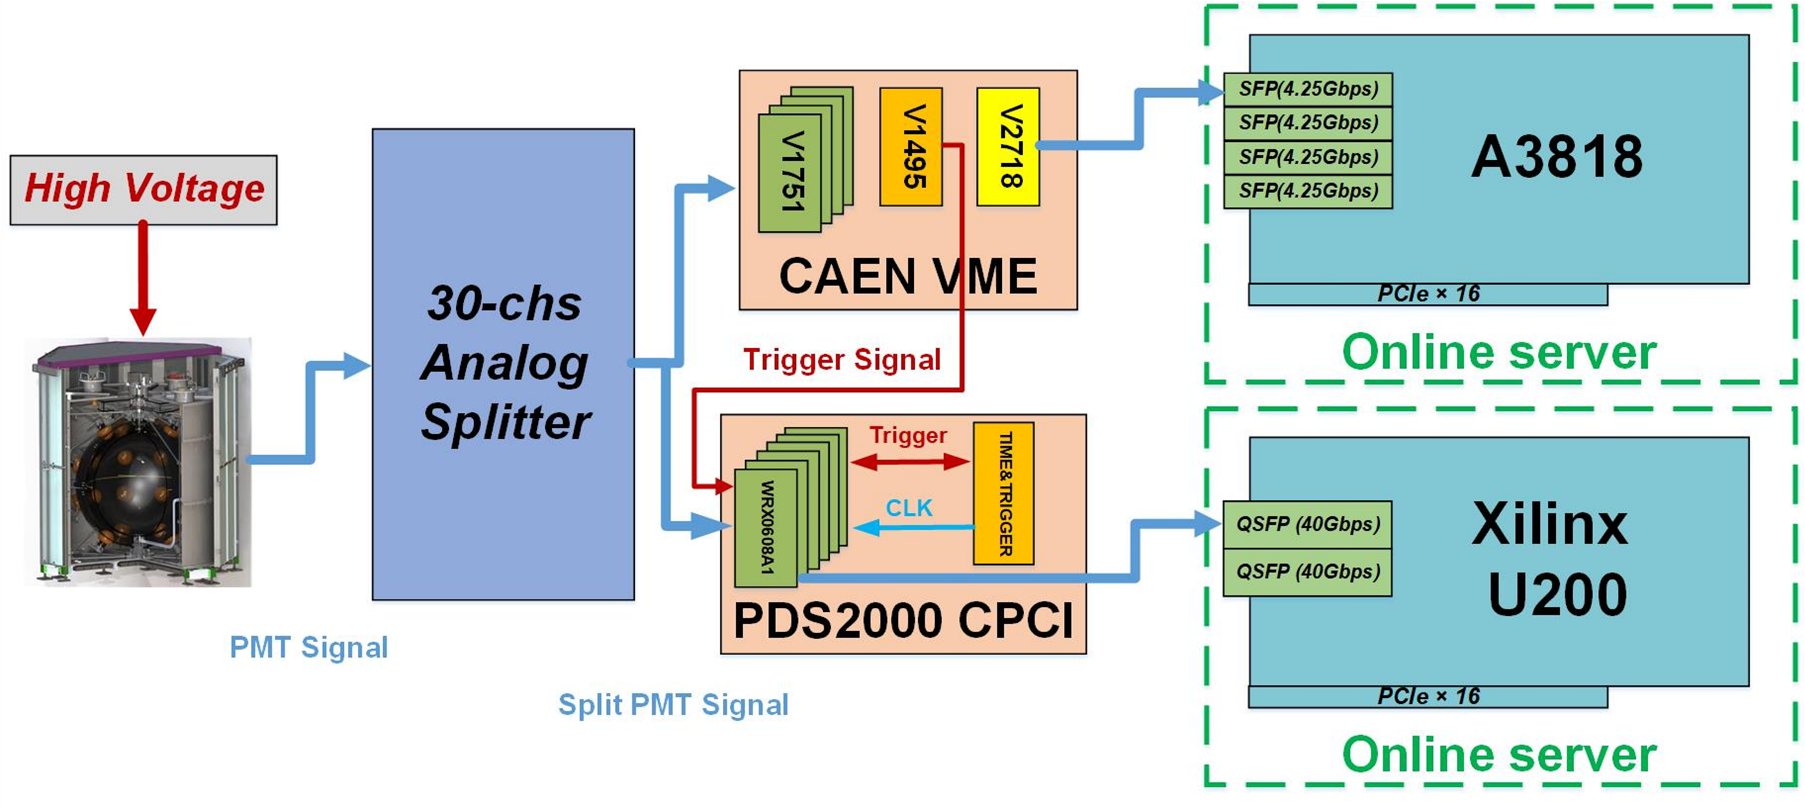 High Voltage
PMT Signal
30-chs
Analog
Splitter
Split PMT Signal
V1751
V1495
V2718
CAEN VME
Trigger Signal
WRX0608A1
Trigger
CLK
TIME&TRIGGER
PDS2000 CPCI
SFP(4.25Gbps)
SFP(4.25Gbps)
SFP(4.25Gbps)
SFP(4.25Gbps)
A3818
PCIe × 16
Online server
QSFP (40Gbps)
QSFP (40Gbps)
Xilinx
U200
PCIe × 16
Online server